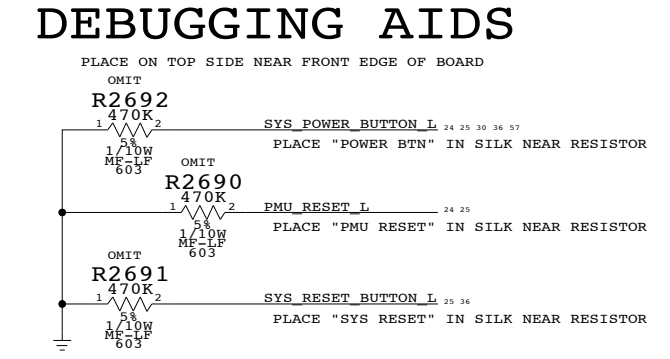 DEBUGGING AIDS
PLACE ON TOP SIDE NEAR FRONT EDGE OF BOARD
OMIT
R2692
470K
1 2
SYS_POWER_BUTTON_L 24 25 30 36 57
5%
1/10W
MF-LF
603
PLACE "POWER BTN" IN SILK NEAR RESISTOR
OMIT
R2690
470K
1 2
PMU_RESET_L 24 25
5%
1/10W
MF-LF
603
PLACE "PMU RESET" IN SILK NEAR RESISTOR
OMIT
R2691
470K
1 2
SYS_RESET_BUTTON_L 25 36
5%
1/10W
MF-LF
603
PLACE "SYS RESET" IN SILK NEAR RESISTOR